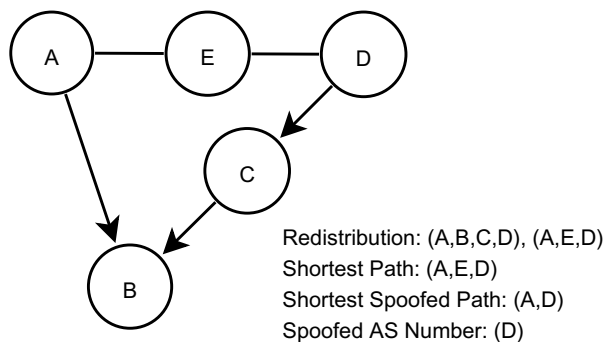 A
E
D
C
B
Redistribution: (A,B,C,D), (A,E,D)
Shortest Path: (A,E,D)
Shortest Spoofed Path: (A,D)
Spoofed AS Number: (D)